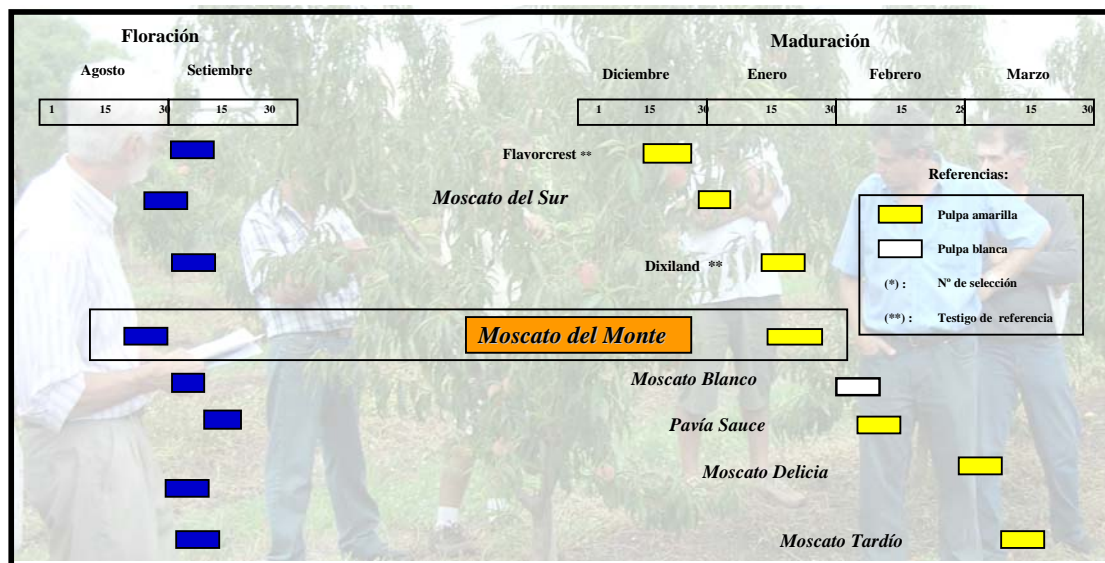 Floración
Maduración
Agosto Setiembre
Diciembre Enero Febrero Marzo
1 15 30 15 30
1 15 30 15 30 15 28 15 30
Flavorcrest **
Moscato del Sur
Dixiland **
Moscato del Monte
Moscato Blanco
Pavía Sauce
Moscato Delicia
Moscato Tardío
Referencias:
Pulpa amarilla
Pulpa blanca
(*) : Nº de selección
(**) : Testigo de referencia